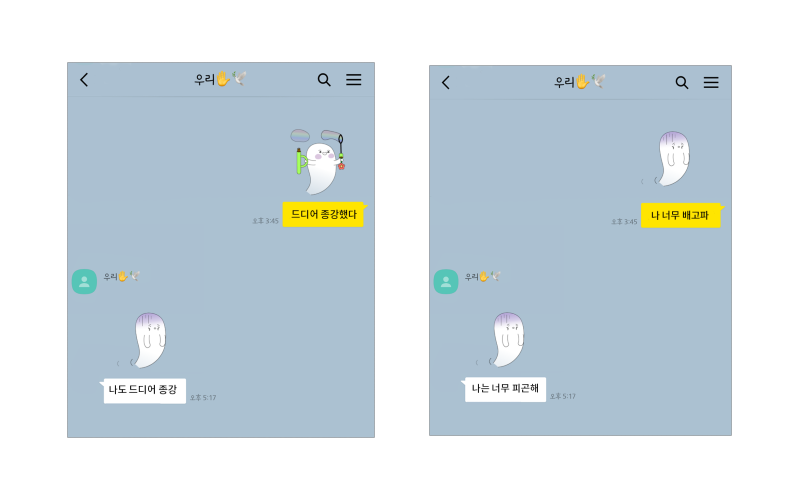 우리✋🕊
드디어 종강했다
오후 3:45
우리✋🕊
나도 드디어 종강
오후 5:17
우리✋🕊
나 너무 배고파
오후 3:45
우리✋🕊
나는 너무 피곤해
오후 5:17